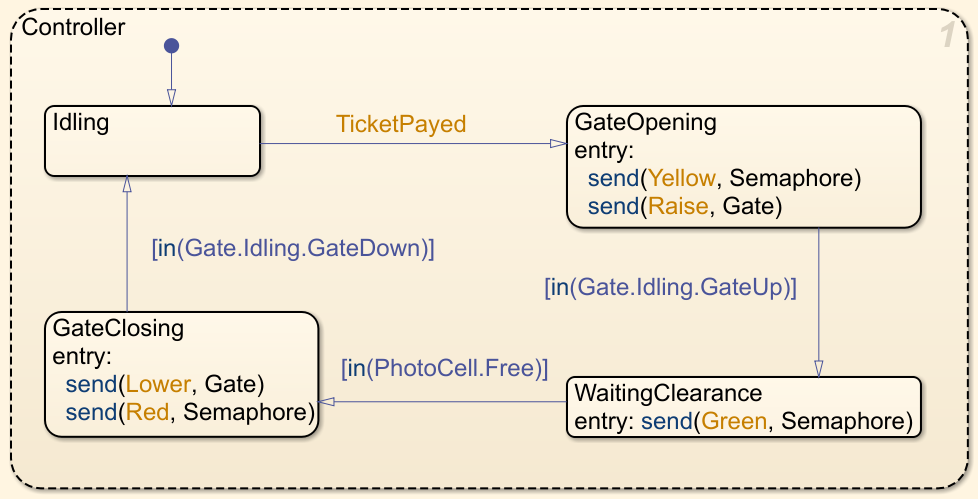 Controller
1
Idling
TicketPayed
GateOpening
entry:
send(Yellow, Semaphore)
send(Raise, Gate)
[in(Gate.Idling.GateDown)]
[in(Gate.Idling.GateUp)]
GateClosing
entry:
send(Lower, Gate)
send(Red, Semaphore)
[in(PhotoCell.Free)]
WaitingClearance
entry: send(Green, Semaphore)